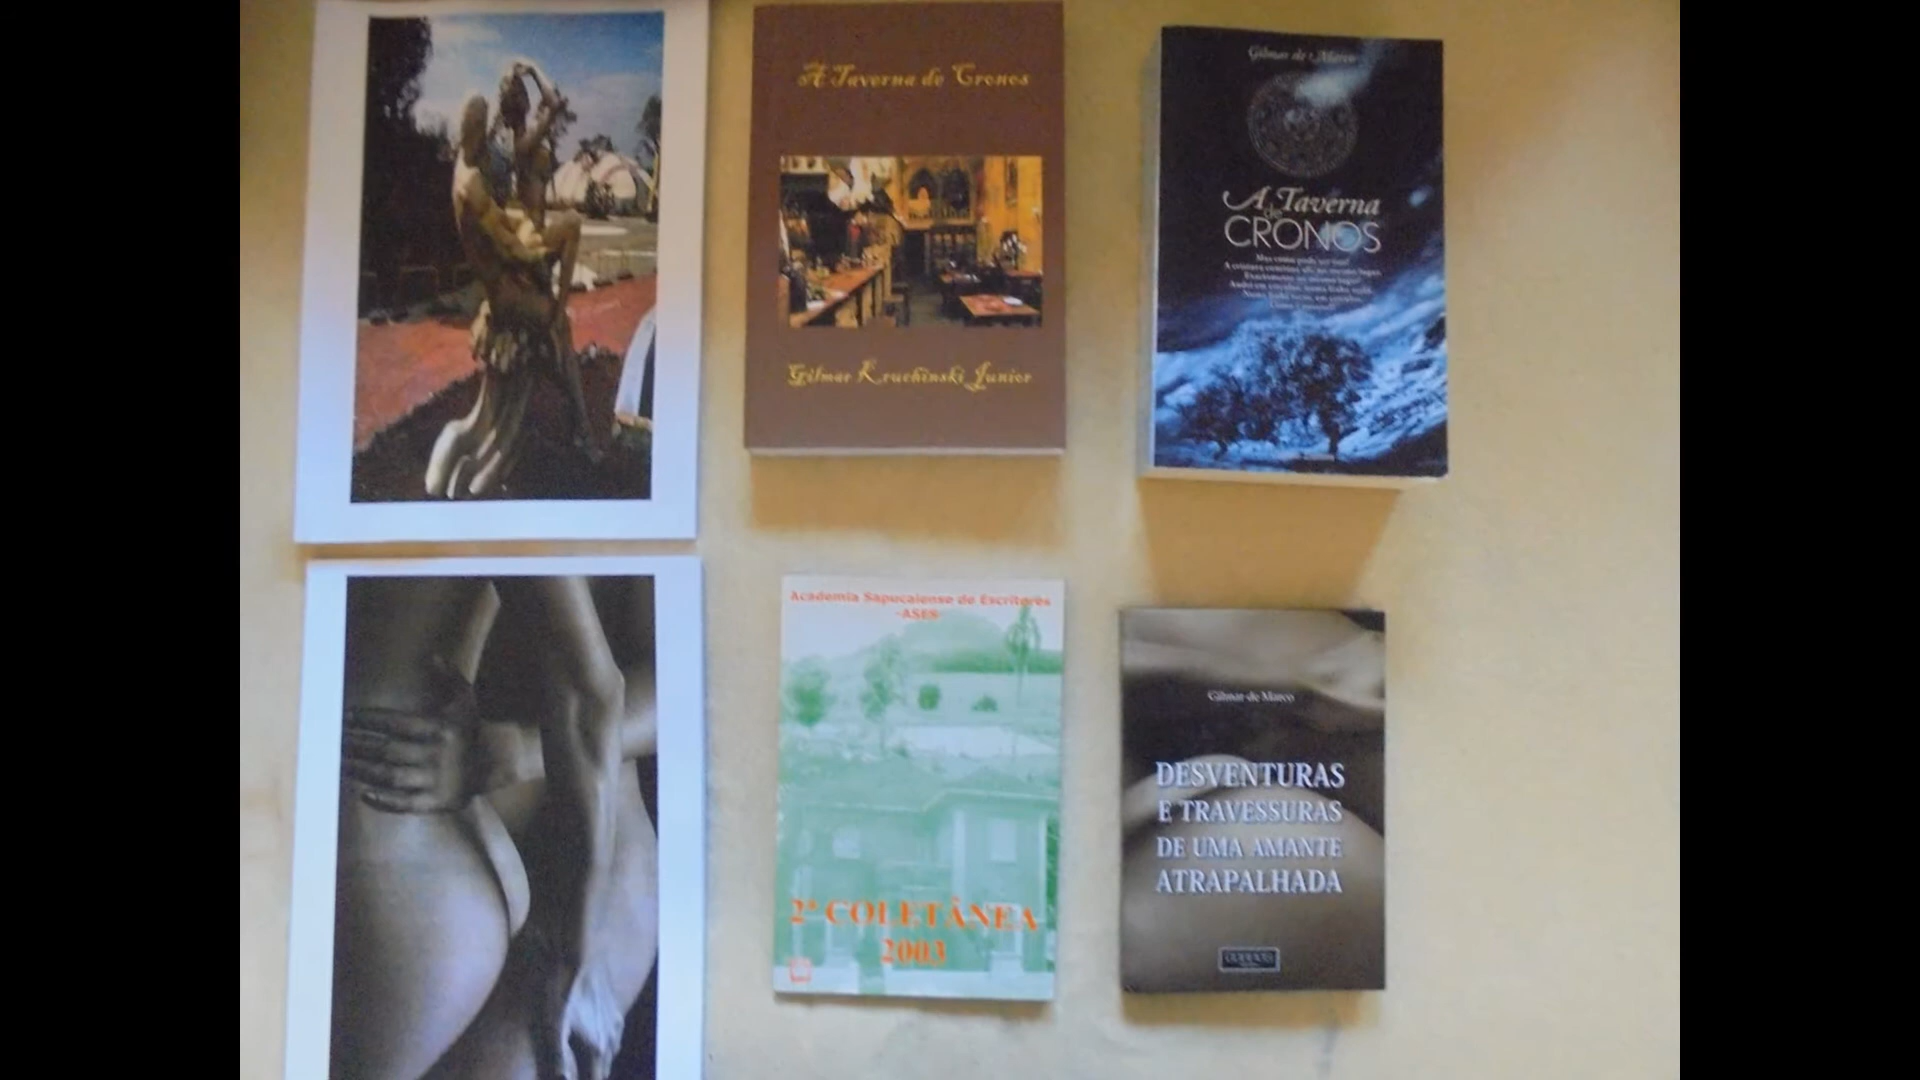 A Taverna de Cronos
Gilmar Kruchinski Junior
Gilmar de Marco
A Taverna
de
CRONOS
Academia Sapucaiense de Escritores
-ASES-
2ª COLETÂNEA
2003
Gilmar de Marco
DESVENTURAS
E TRAVESSURAS
DE UMA AMANTE
ATRAPALHADA